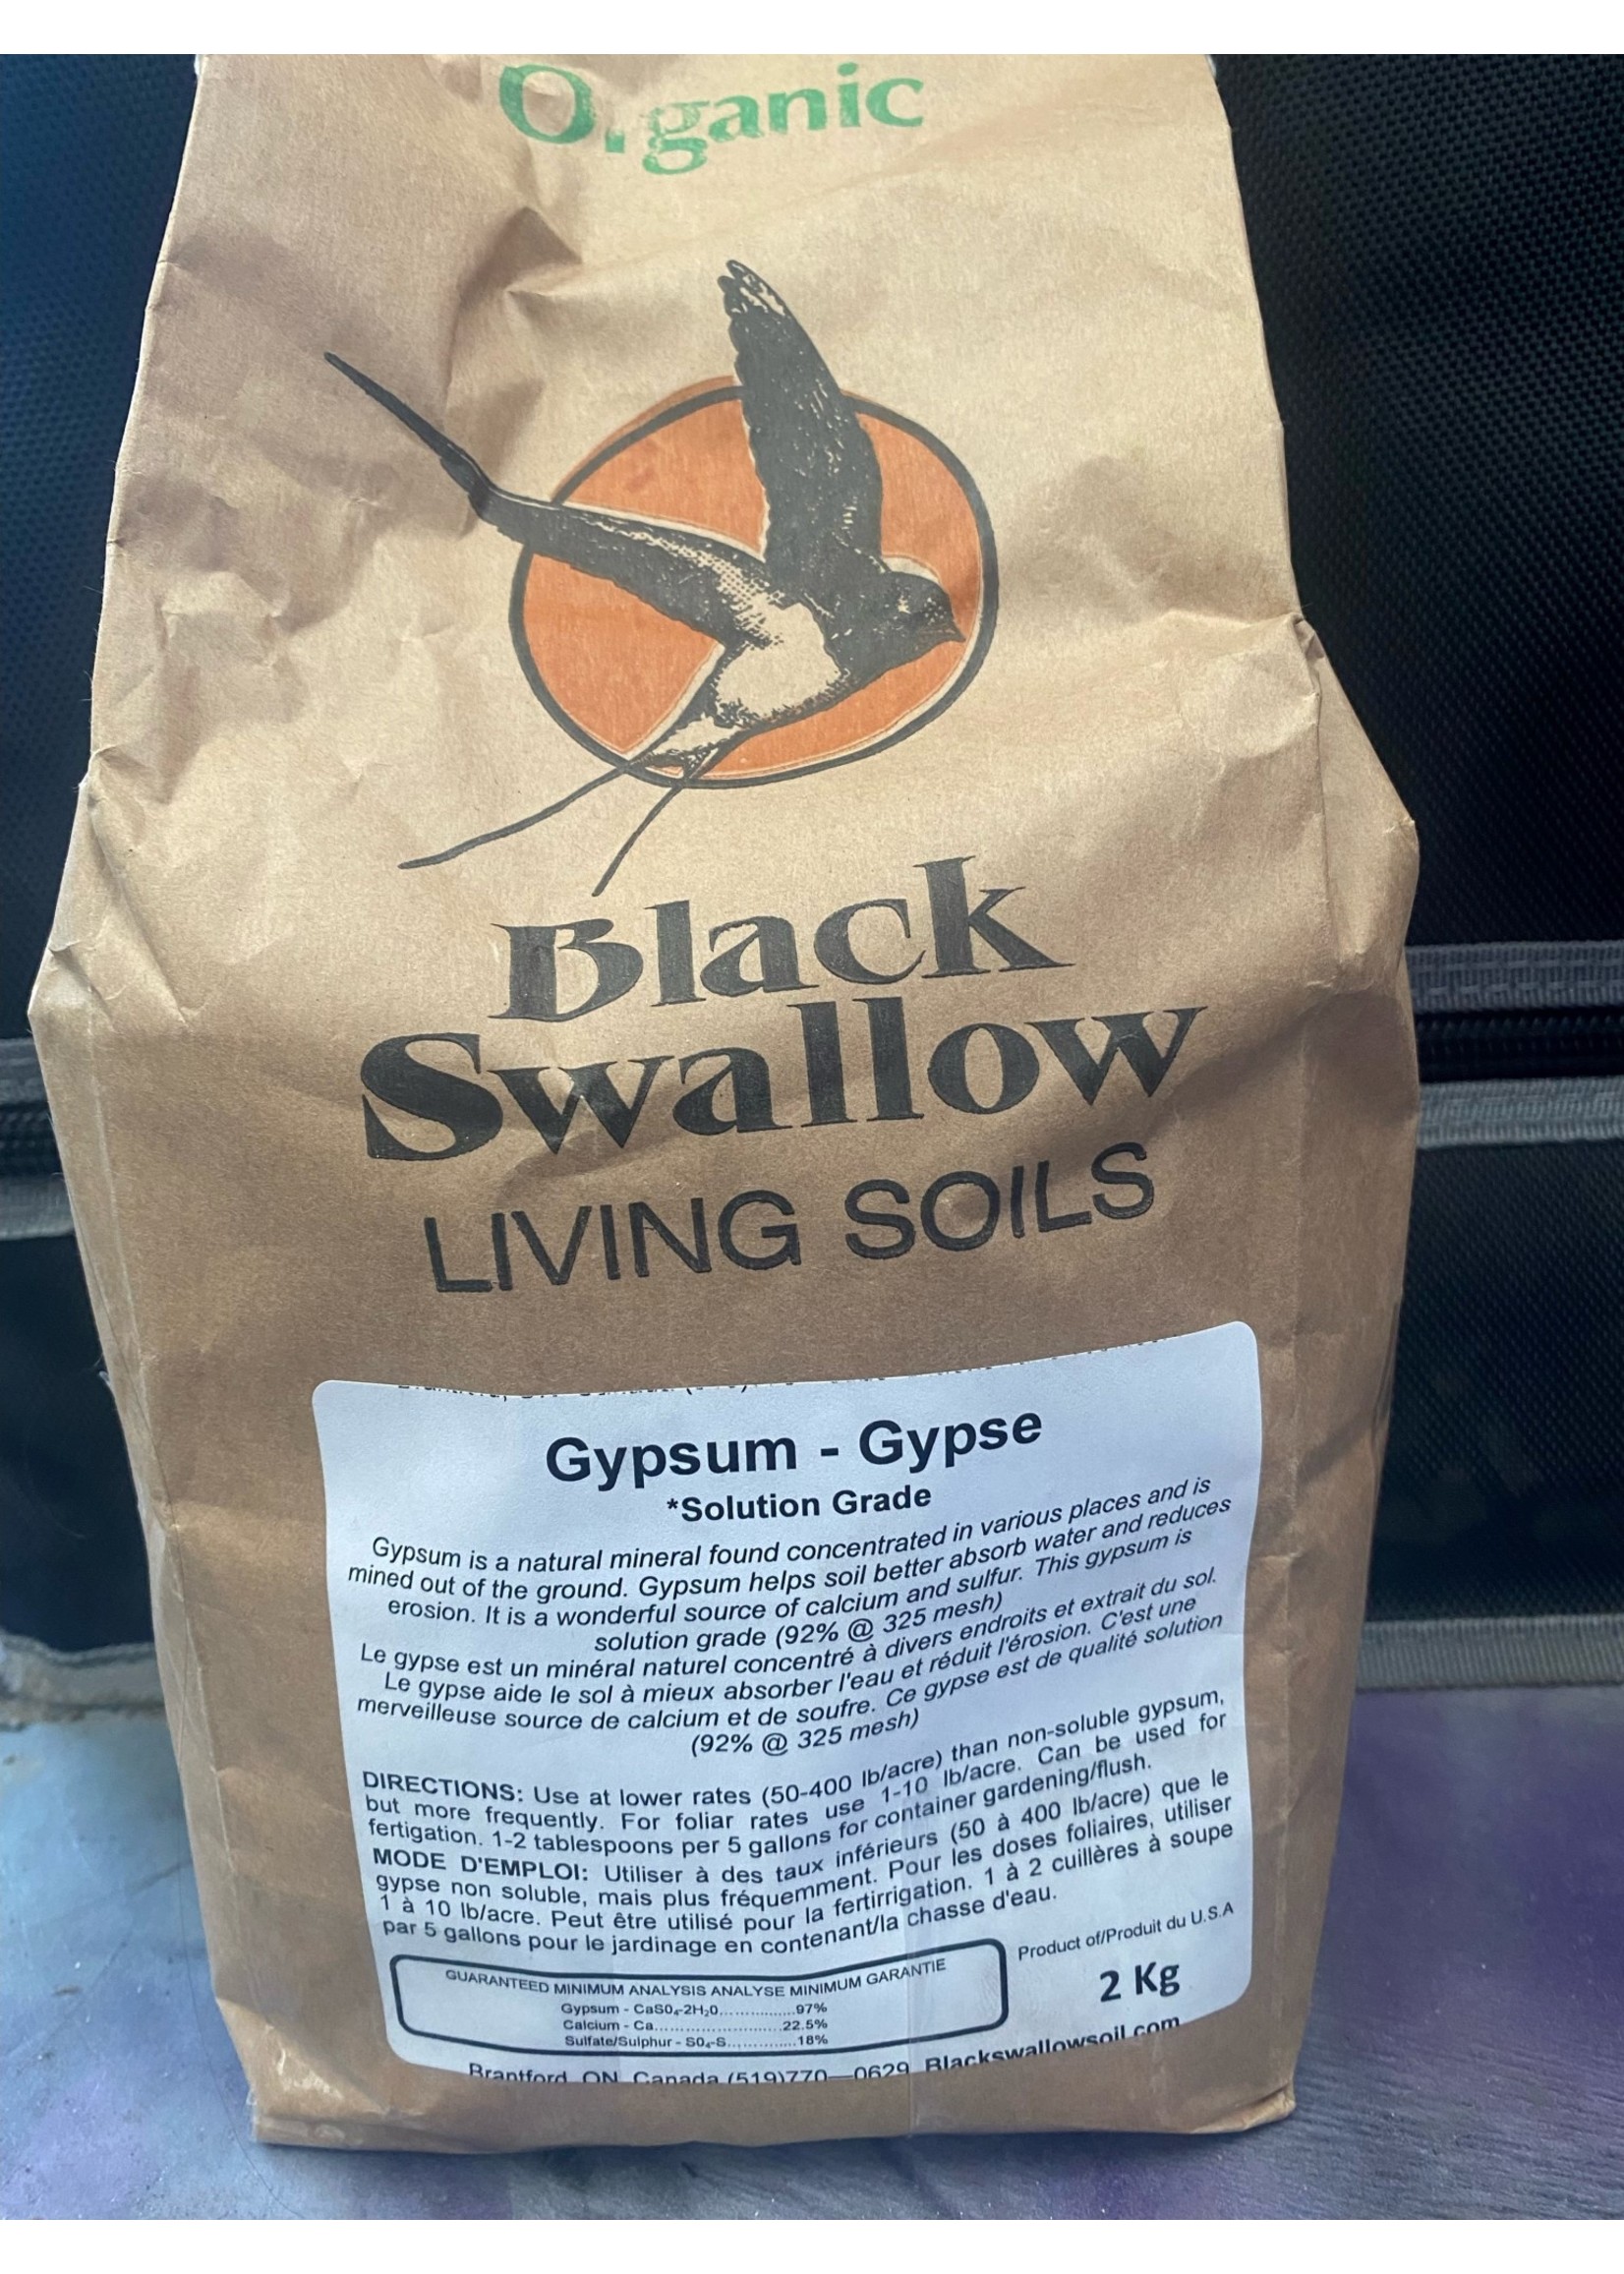 Organic
Black
Swallow
LIVING SOILS
Gypsum - Gypse
*Solution Grade
Gypsum is a natural mineral found concentrated in various places and is
mined out of the ground. Gypsum helps soil better absorb water and reduces
erosion. It is a wonderful source of calcium and sulfur. This gypsum is
solution grade (92% @ 325 mesh)
Le gypse est un minéral naturel concentré à divers endroits et extrait du sol.
Le gypse aide le sol à mieux absorber l'eau et réduit l'érosion. C'est une
merveilleuse source de calcium et de soufre. Ce gypse est de qualité solution
(92% @ 325 mesh)
DIRECTIONS: Use at lower rates (50-400 lb/acre) than non-soluble gypsum,
but more frequently. For foliar rates use 1-10 lb/acre. Can be used for
fertigation. 1-2 tablespoons per 5 gallons for container gardening/flush.
MODE D'EMPLOI: Utiliser à des taux inférieurs (50 à 400 lb/acre) que le
gypse non soluble, mais plus fréquemment. Pour les doses foliaires, utiliser
1 à 10 lb/acre. Peut être utilisé pour la fertirrigation. 1 à 2 cuillères à soupe
par 5 gallons pour le jardinage en contenant/la chasse d'eau.
GUARANTEED MINIMUM ANALYSIS ANALYSE MINIMUM GARANTIE
Gypsum - CaS0₄-2H₂0................97%
Calcium - Ca...........................22.5%
Sulfate/Sulphur - S0₄-S..............18%
Product of/Produit du U.S.A
2 Kg
Brantford, ON Canada (519)770—0629 Blackswallowsoil.com